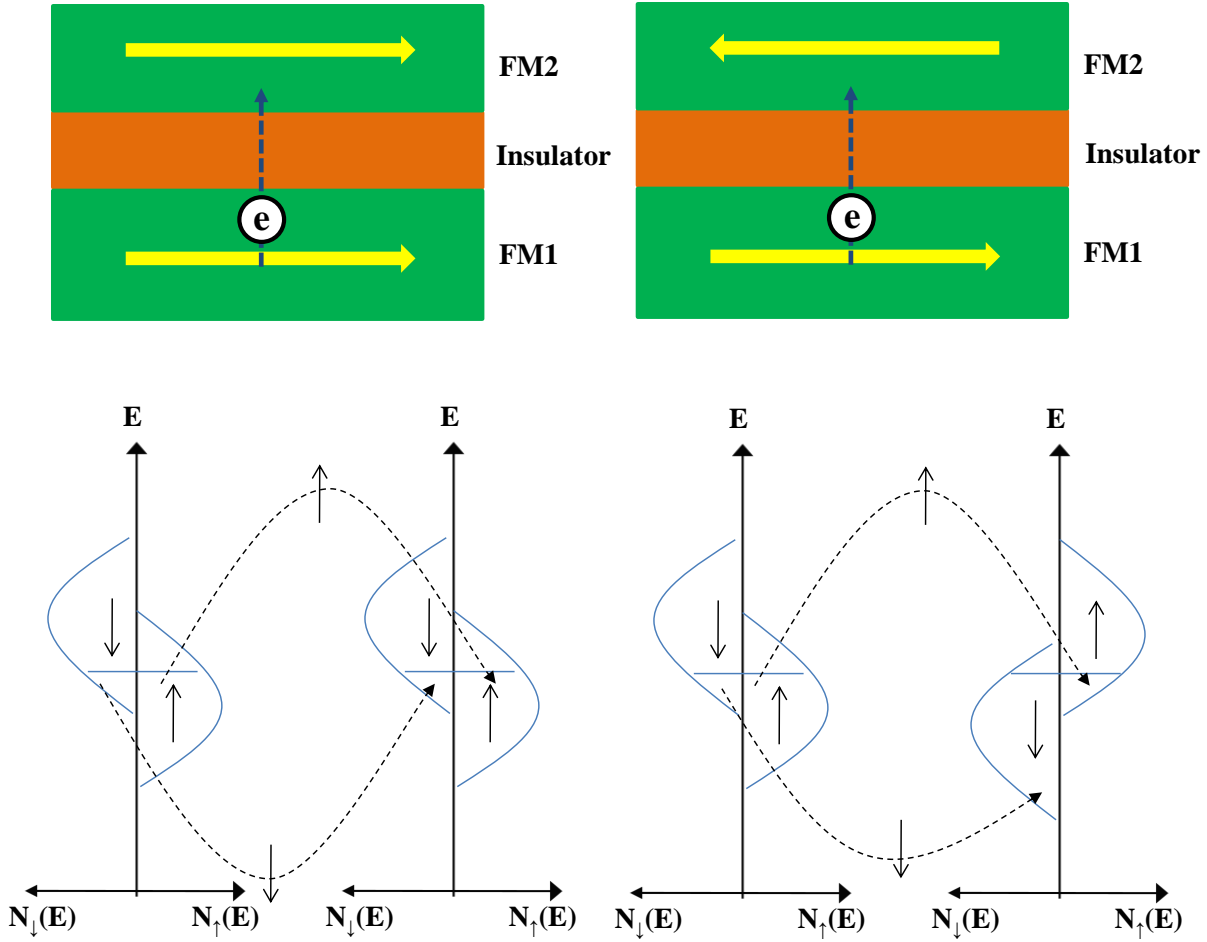 FM2
Insulator
e
FM1
FM2
Insulator
e
FM1
E
E
N↓(E)
N↑(E)
N↓(E)
N↑(E)
E
E
N↓(E)
N↑(E)
N↓(E)
N↑(E)